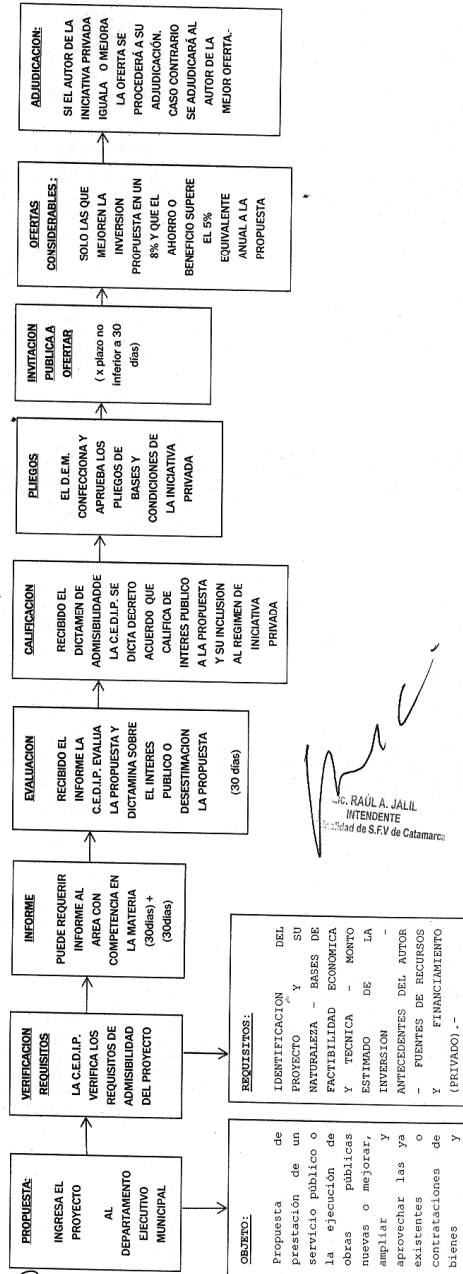 PROPUESTA:
INGRESA EL
PROYECTO
AL
DEPARTAMENTO
EJECUTIVO
MUNICIPAL
VERIFICACION
REQUISITOS
LA C.E.D.I.P.
VERIFICA LOS
REQUISITOS DE
ADMISIBILIDAD
DEL PROYECTO
INFORME
PUEDE REQUERIR
INFORME AL
AREA CON
COMPETENCIA EN
LA MATERIA
(30dias) +
(30dias)
EVALUACION
RECIBIDO EL
INFORME LA
C.E.D.I.P. EVALUA
LA PROPUESTA Y
DICTAMINA SOBRE
EL INTERES
PUBLICO O
DESESTIMACION
LA PROPUESTA
(30 días)
CALIFICACION
RECIBIDO EL
DICTAMEN DE
ADMISIBILIDADDE
LA C.E.D.I.P. SE
DICTA DECRETO
ACUERDO QUE
CALIFICA DE
INTERES PUBLICO
A LA PROPUESTA
Y SU INCLUSION
AL REGIMEN DE
INICIATIVA
PRIVADA
PLIEGOS
EL D.E.M.
CONFECCIONA Y
APRUEBA LOS
PLIEGOS DE
BASES Y
CONDICIONES DE
LA INICIATIVA
PRIVADA
INVITACION
PUBLICA A
OFERTAR
( x plazo no
inferior a 30
días)
OFERTAS
CONSIDERABLES :
SOLO LAS QUE
MEJOREN LA
INVERSION
PROPUESTA EN UN
8% Y QUE EL
AHORRO O
BENEFICIO SUPERE
EL 5%
EQUIVALENTE
ANUAL A LA
PROPUESTA
ADJUDICACION:
SI EL AUTOR DE LA
INICIATIVA PRIVADA
IGUALA O MEJORA
LA OFERTA SE
PROCEDERÁ A SU
ADJUDICACIÓN.
CASO CONTRARIO
SE ADJUDICARÁ AL
AUTOR DE LA
MEJOR OFERTA.-
OBJETO:
Propuesta de
prestación de un
servicio público o
la ejecución de
obras públicas
nuevas o mejorar,
ampliar y
aprovechar las ya
existentes o
contrataciones de
bienes y
REQUISITOS:
IDENTIFICACION DEL
PROYECTO Y SU
NATURALEZA – BASES DE
FACTIBILIDAD ECONOMICA
Y TECNICA – MONTO
ESTIMADO DE LA
INVERSION –
ANTECEDENTES DEL AUTOR
– FUENTES DE RECURSOS
Y FINANCIAMIENTO
(PRIVADO).–
RAÚL A. JALIL
INTENDENTE
de S.F.V de Catamarca